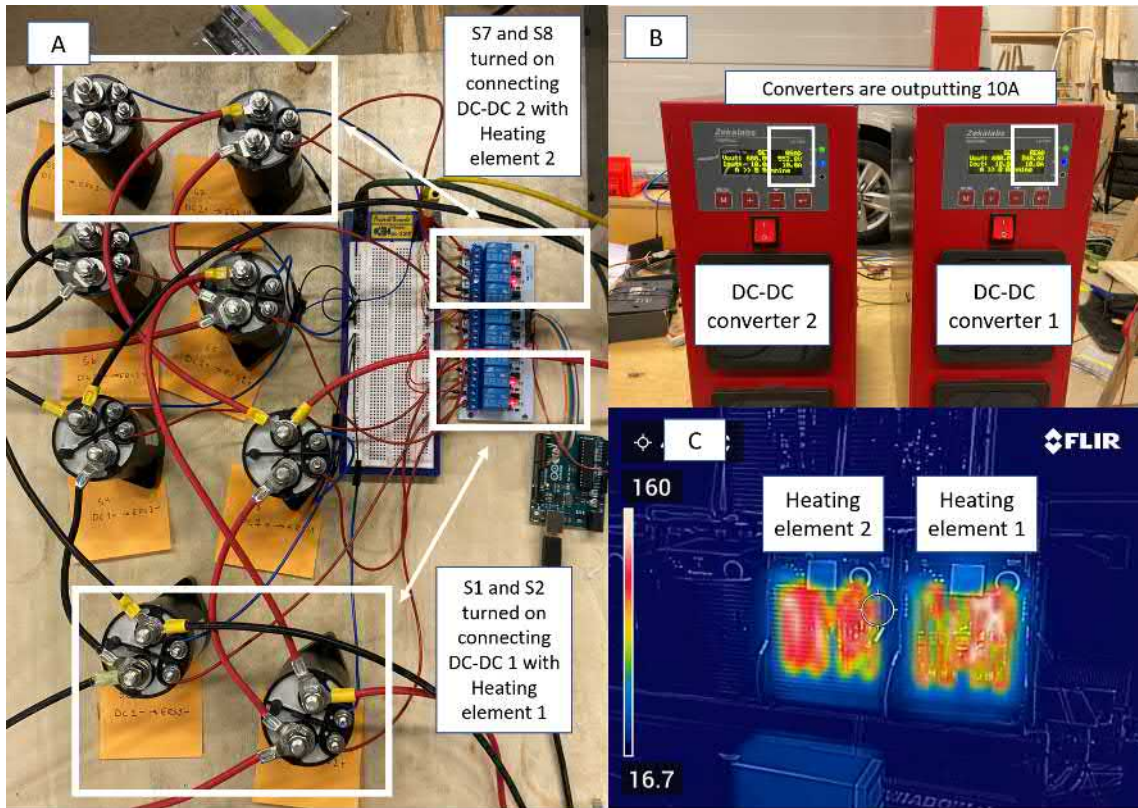 A
S7 and S8
turned on
connecting
DC-DC 2 with
Heating
element 2
S1 and S2
turned on
connecting
DC-DC 1 with
Heating
element 1
B
Converters are outputting 10A
Zekalabs
Zekalabs
M
M
DC-DC
converter 2
DC-DC
converter 1
C
FLIR
160
Heating
element 2
Heating
element 1
16.7